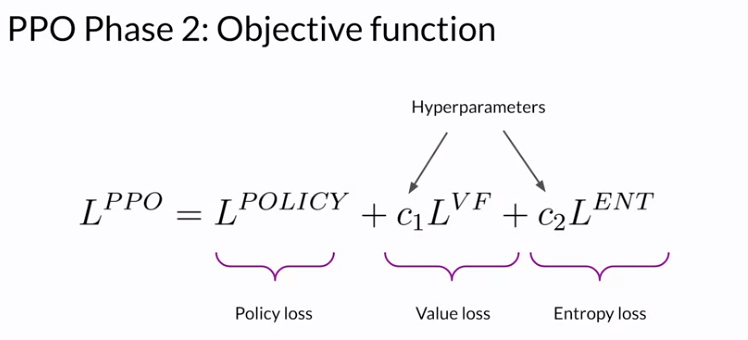 PPO Phase 2: Objective function
Hyperparameters
L^{PPO} = L^{POLICY} + c_1 L^{VF} + c_2 L^{ENT}
Policy loss
Value loss
Entropy loss